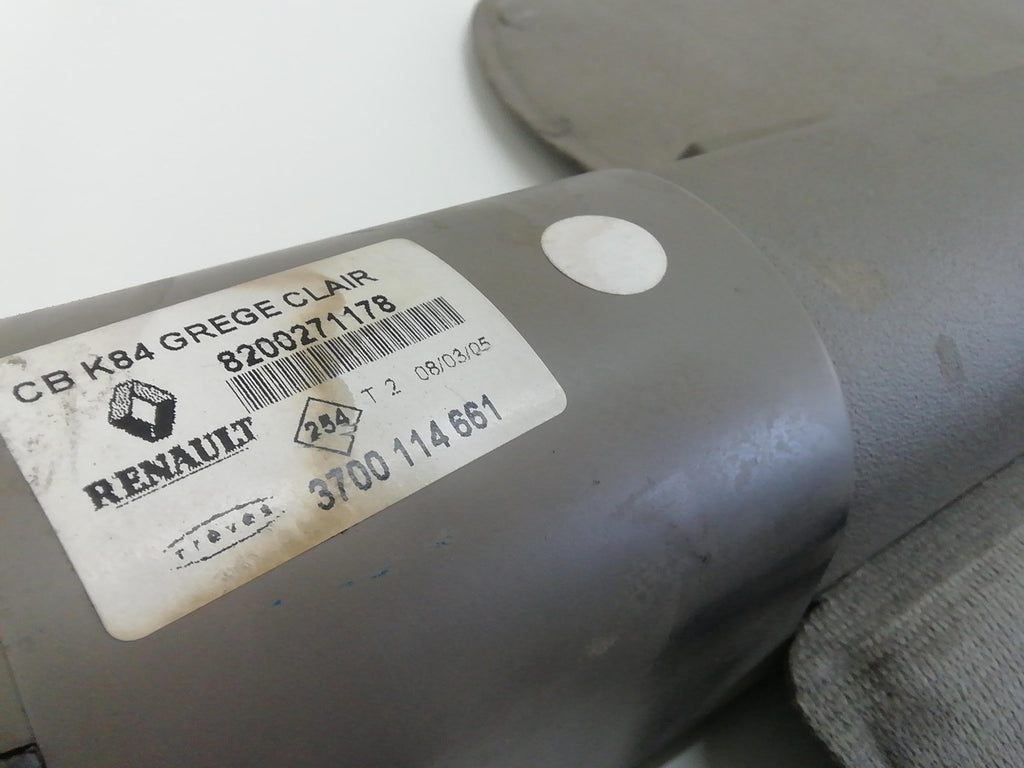 CB K84 GREGE CLAIR
8200271178
RENAULT
254
T 2 08/03/05
3700 114 661
treves